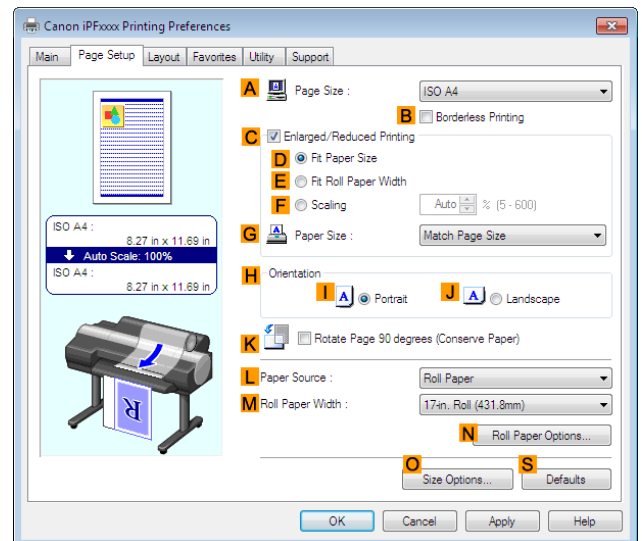 Canon iPFxxxx Printing Preferences
Main Page Setup Layout Favorites Utility Support
A Page Size : ISO A4
B Borderless Printing
C Enlarged/Reduced Printing
D Fit Paper Size
E Fit Roll Paper Width
F Scaling Auto % (5 - 600)
ISO A4 :
8.27 in x 11.69 in
Auto Scale: 100%
ISO A4 :
8.27 in x 11.69 in
G Paper Size : Match Page Size
H Orientation
I A Portrait J A Landscape
K Rotate Page 90 degrees (Conserve Paper)
R
L Paper Source : Roll Paper
M Roll Paper Width : 17-in. Roll (431.8mm)
N Roll Paper Options...
O Size Options... S Defaults
OK Cancel Apply Help